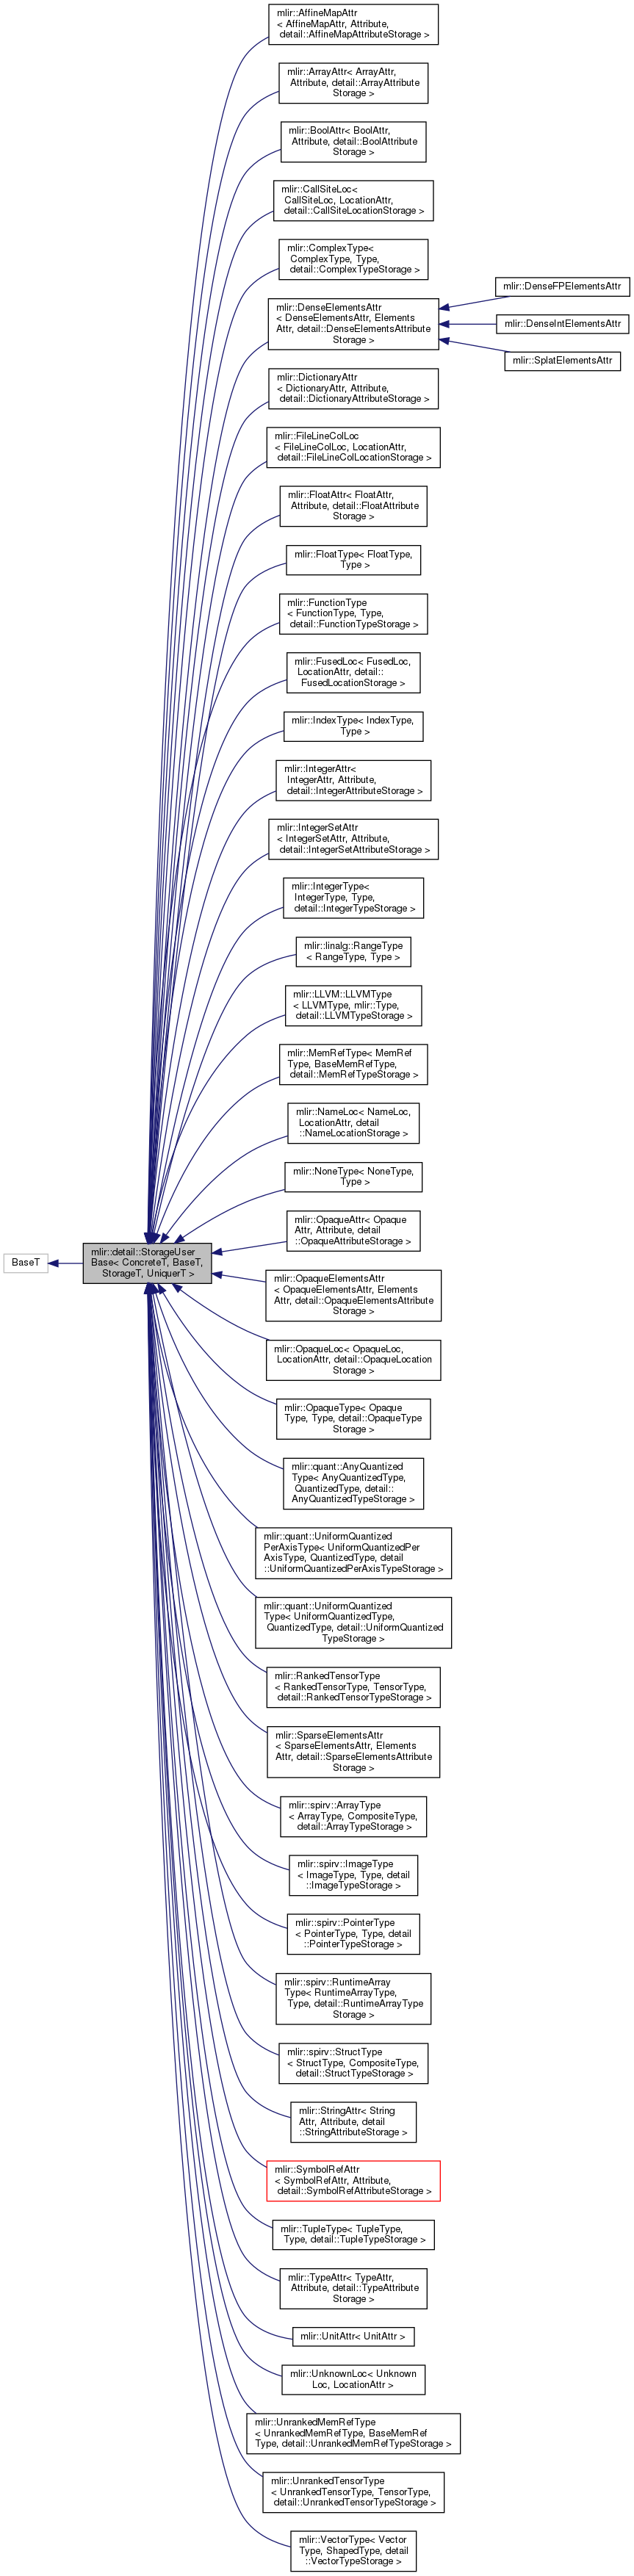 mlir::AffineMapAttr
< AffineMapAttr, Attribute,
detail::AffineMapAttributeStorage >
mlir::ArrayAttr< ArrayAttr,
Attribute, detail::ArrayAttribute
Storage >
mlir::BoolAttr< BoolAttr,
Attribute, detail::BoolAttribute
Storage >
mlir::CallSiteLoc<
CallSiteLoc, LocationAttr,
detail::CallSiteLocationStorage >
mlir::ComplexType<
ComplexType, Type,
detail::ComplexTypeStorage >
mlir::DenseElementsAttr
< DenseElementsAttr, Elements
Attr, detail::DenseElementsAttribute
Storage >
mlir::DenseFPElementsAttr
mlir::DenseIntElementsAttr
mlir::SplatElementsAttr
mlir::DictionaryAttr
< DictionaryAttr, Attribute,
detail::DictionaryAttributeStorage >
mlir::FileLineColLoc
< FileLineColLoc, LocationAttr,
detail::FileLineColLocationStorage >
mlir::FloatAttr< FloatAttr,
Attribute, detail::FloatAttribute
Storage >
mlir::FloatType< FloatType,
Type >
mlir::FunctionType
< FunctionType, Type,
detail::FunctionTypeStorage >
mlir::FusedLoc< FusedLoc,
LocationAttr, detail::
FusedLocationStorage >
mlir::IndexType< IndexType,
Type >
mlir::IntegerAttr<
IntegerAttr, Attribute,
detail::IntegerAttributeStorage >
mlir::IntegerSetAttr
< IntegerSetAttr, Attribute,
detail::IntegerSetAttributeStorage >
mlir::IntegerType<
IntegerType, Type,
detail::IntegerTypeStorage >
mlir::linalg::RangeType
< RangeType, Type >
mlir::LLVM::LLVMType
< LLVMType, mlir::Type,
detail::LLVMTypeStorage >
mlir::MemRefType< MemRef
Type, BaseMemRefType,
detail::MemRefTypeStorage >
mlir::NameLoc< NameLoc,
LocationAttr, detail
::NameLocationStorage >
mlir::NoneType< NoneType,
Type >
mlir::OpaqueAttr< Opaque
Attr, Attribute, detail
::OpaqueAttributeStorage >
BaseT
mlir::detail::StorageUser
Base< ConcreteT, BaseT,
StorageT, UniquerT >
mlir::OpaqueElementsAttr
< OpaqueElementsAttr, Elements
Attr, detail::OpaqueElementsAttribute
Storage >
mlir::OpaqueLoc< OpaqueLoc,
LocationAttr, detail::OpaqueLocation
Storage >
mlir::OpaqueType< Opaque
Type, Type, detail::OpaqueType
Storage >
mlir::quant::AnyQuantized
Type< AnyQuantizedType,
QuantizedType, detail::
AnyQuantizedTypeStorage >
mlir::quant::UniformQuantized
PerAxisType< UniformQuantizedPer
AxisType, QuantizedType, detail
::UniformQuantizedPerAxisTypeStorage >
mlir::quant::UniformQuantized
Type< UniformQuantizedType,
QuantizedType, detail::UniformQuantized
TypeStorage >
mlir::RankedTensorType
< RankedTensorType, TensorType,
detail::RankedTensorTypeStorage >
mlir::SparseElementsAttr
< SparseElementsAttr, Elements
Attr, detail::SparseElementsAttribute
Storage >
mlir::spirv::ArrayType
< ArrayType, CompositeType,
detail::ArrayTypeStorage >
mlir::spirv::ImageType
< ImageType, Type, detail
::ImageTypeStorage >
mlir::spirv::PointerType
< PointerType, Type, detail
::PointerTypeStorage >
mlir::spirv::RuntimeArray
Type< RuntimeArrayType,
Type, detail::RuntimeArrayType
Storage >
mlir::spirv::StructType
< StructType, CompositeType,
detail::StructTypeStorage >
mlir::StringAttr< String
Attr, Attribute, detail
::StringAttributeStorage >
mlir::SymbolRefAttr
< SymbolRefAttr, Attribute,
detail::SymbolRefAttributeStorage >
mlir::TupleType< TupleType,
Type, detail::TupleTypeStorage >
mlir::TypeAttr< TypeAttr,
Attribute, detail::TypeAttribute
Storage >
mlir::UnitAttr< UnitAttr >
mlir::UnknownLoc< Unknown
Loc, LocationAttr >
mlir::UnrankedMemRefType
< UnrankedMemRefType, BaseMemRef
Type, detail::UnrankedMemRefTypeStorage >
mlir::UnrankedTensorType
< UnrankedTensorType, TensorType,
detail::UnrankedTensorTypeStorage >
mlir::VectorType< Vector
Type, ShapedType, detail
::VectorTypeStorage >